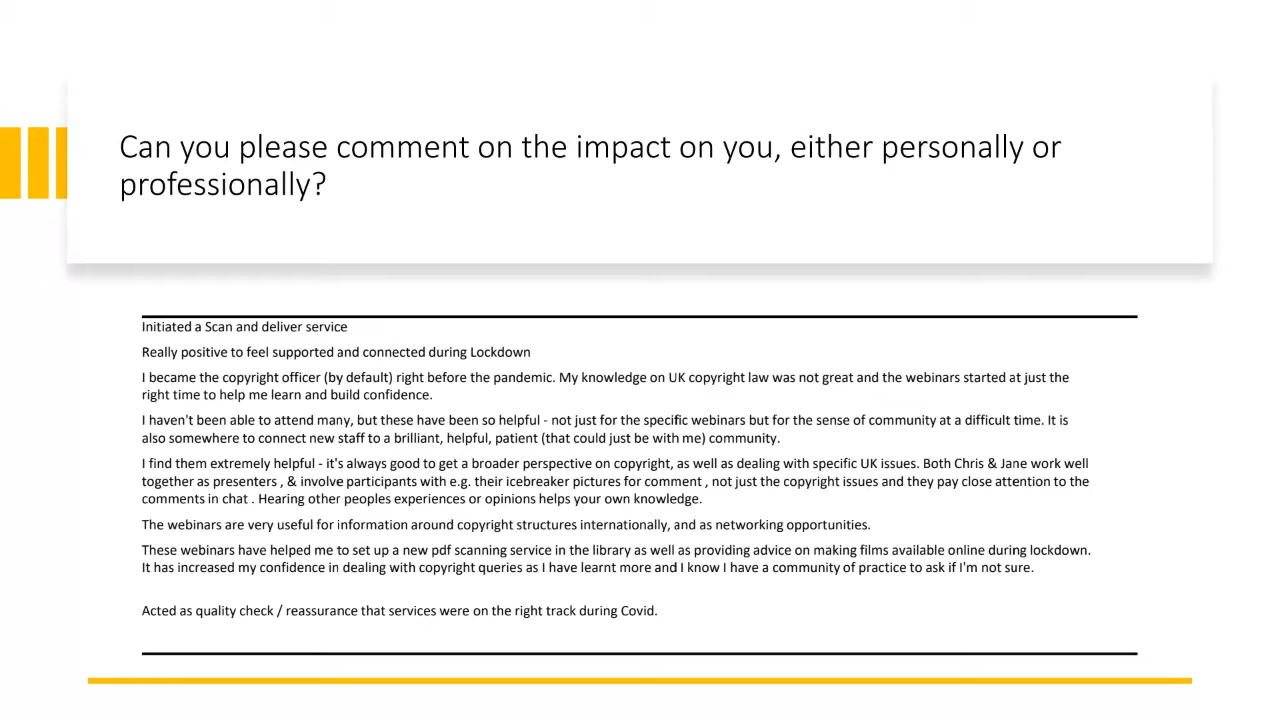 Can you please comment on the impact on you, either personally or
professionally?
Initiated a Scan and deliver service
Really positive to feel supported and connected during Lockdown
I became the copyright officer (by default) right before the pandemic. My knowledge on UK copyright law was not great and the webinars started at just the
right time to help me learn and build confidence.
I haven't been able to attend many, but these have been so helpful - not just for the specific webinars but for the sense of community at a difficult time. It is
also somewhere to connect new staff to a brilliant, helpful, patient (that could just be with me) community.
I find them extremely helpful - it's always good to get a broader perspective on copyright, as well as dealing with specific UK issues. Both Chris & Jane work well
together as presenters , & involve participants with e.g. their icebreaker pictures for comment , not just the copyright issues and they pay close attention to the
comments in chat . Hearing other peoples experiences or opinions helps your own knowledge.
The webinars are very useful for information around copyright structures internationally, and as networking opportunities.
These webinars have helped me to set up a new pdf scanning service in the library as well as providing advice on making films available online during lockdown.
It has increased my confidence in dealing with copyright queries as I have learnt more and I know I have a community of practice to ask if I'm not sure.
Acted as quality check / reassurance that services were on the right track during Covid.